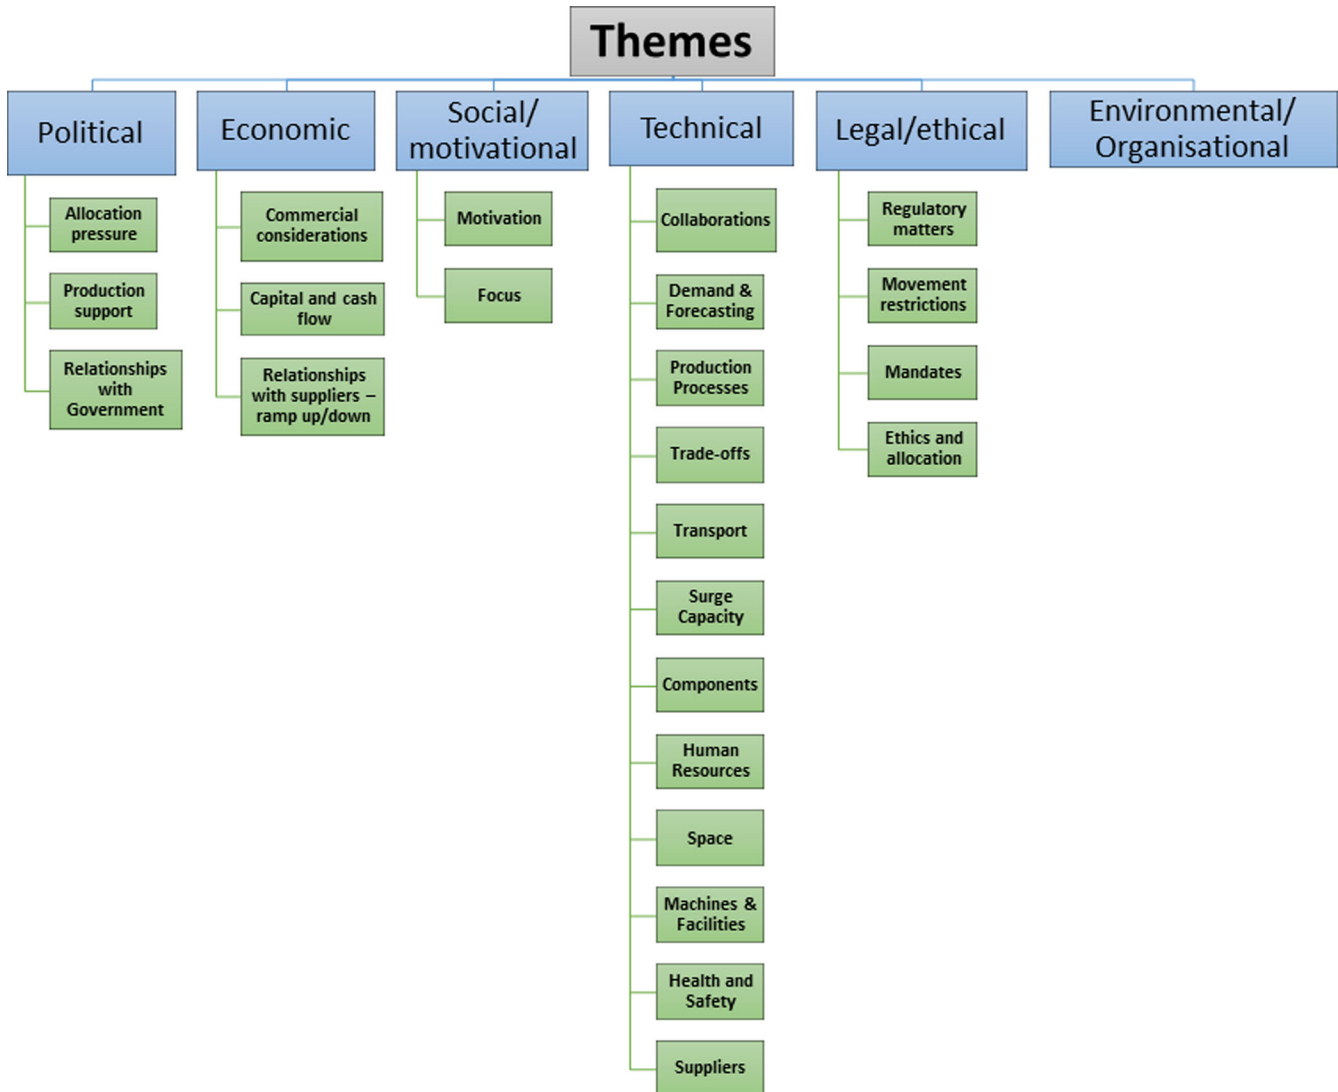 Themes
Political
Allocation
pressure
Production
support
Relationships
with
Government
Economic
Commercial
considerations
Capital and cash
flow
Relationships
with suppliers –
ramp up/down
Social/
motivational
Motivation
Focus
Technical
Collaborations
Demand &
Forecasting
Production
Processes
Trade-offs
Transport
Surge
Capacity
Components
Human
Resources
Space
Machines &
Facilities
Health and
Safety
Suppliers
Legal/ethical
Regulatory
matters
Movement
restrictions
Mandates
Ethics and
allocation
Environmental/
Organisational